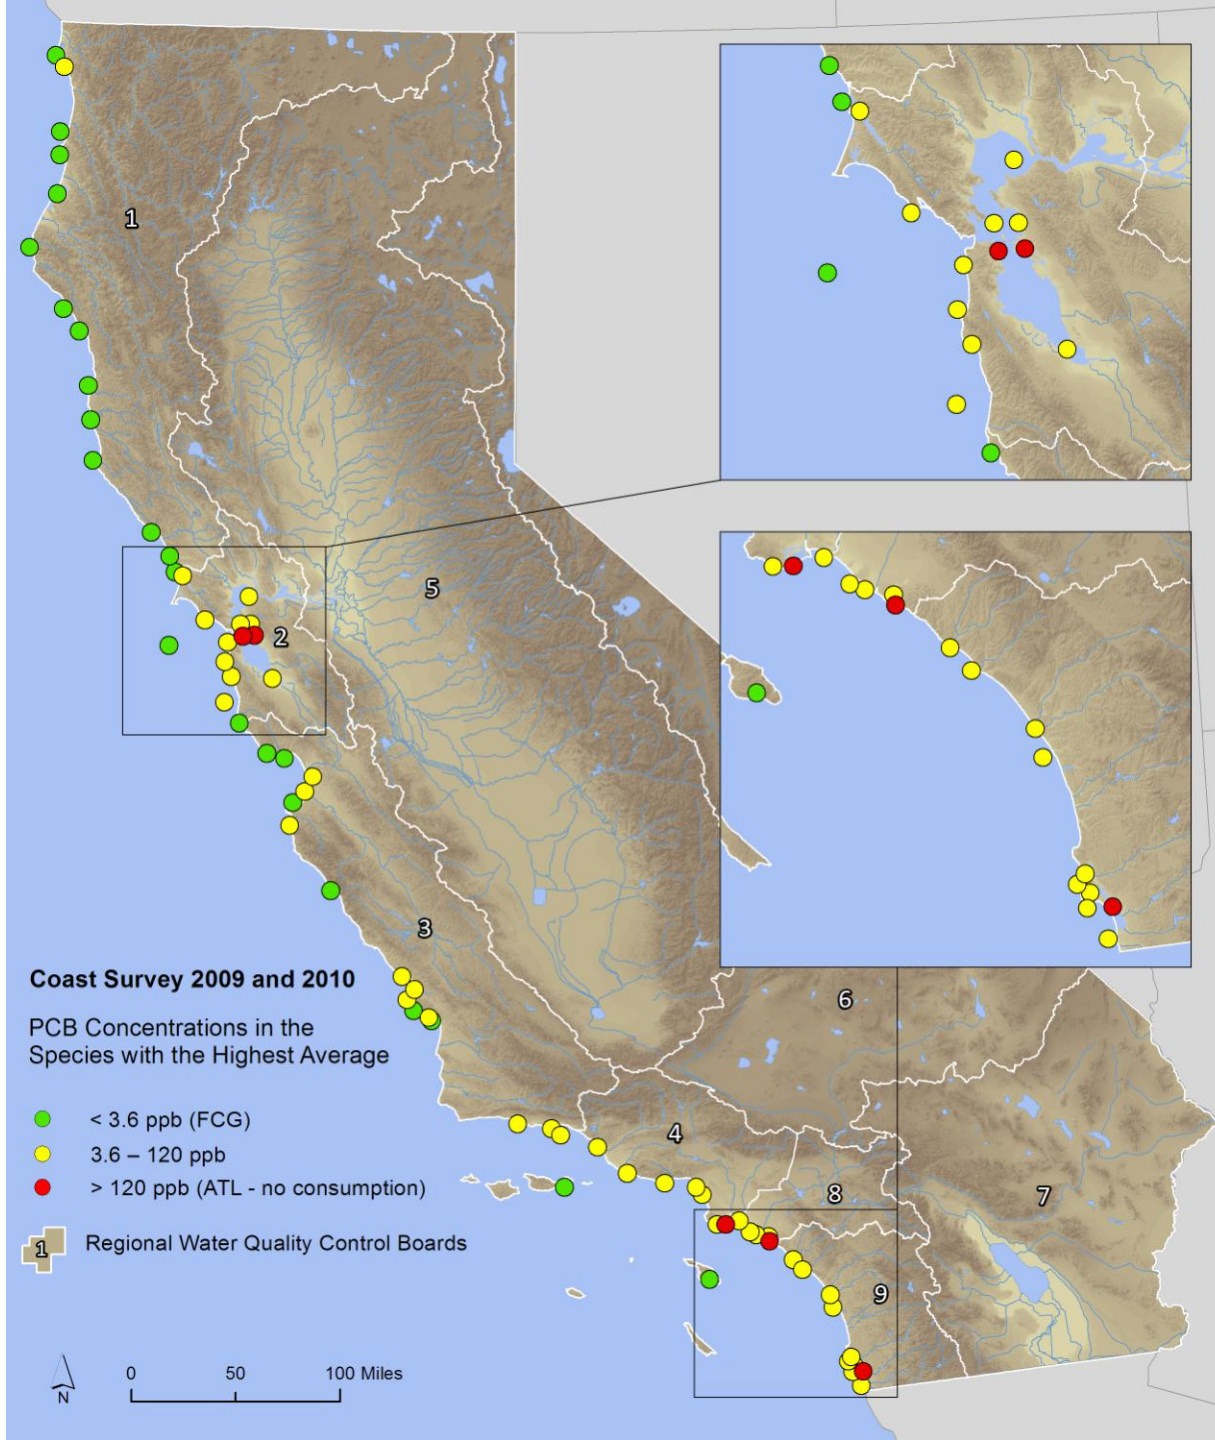 1
5
2
3
Coast Survey 2009 and 2010
PCB Concentrations in the
Species with the Highest Average
< 3.6 ppb (FCG)
3.6 – 120 ppb
> 120 ppb (ATL - no consumption)
1 Regional Water Quality Control Boards
6
4
8
7
9
N
0 50 100 Miles